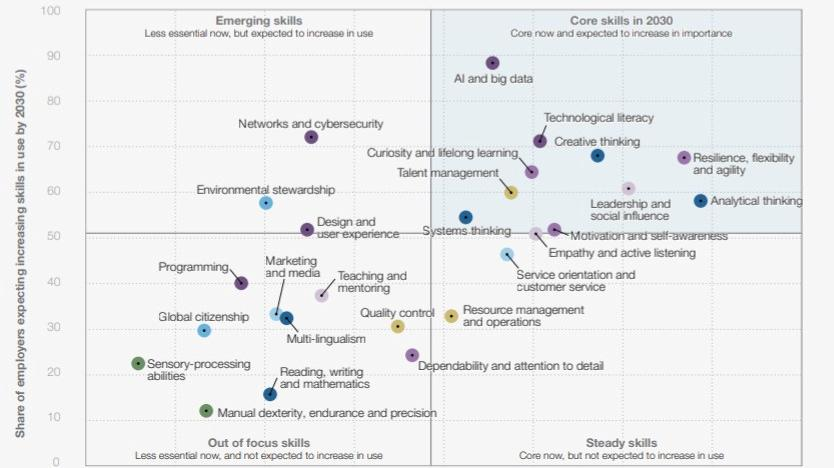 Share of employers expecting increasing skills in use by 2030 (%)
100
90
80
70
60
50
40
30
20
10
0
Emerging skills
Less essential now, but expected to increase in use
Core skills in 2030
Core now and expected to increase in importance
AI and big data
Networks and cybersecurity
Technological literacy
Creative thinking
Curiosity and lifelong learning
Resilience, flexibility
and agility
Talent management
Environmental stewardship
Leadership and
social influence
Analytical thinking
Design and
user experience
Systems thinking
Motivation and self-awareness
Empathy and active listening
Programming
Marketing
and media
Teaching and
mentoring
Service orientation and
customer service
Global citizenship
Multi-lingualism
Quality control
Resource management
and operations
Sensory-processing
abilities
Reading, writing
and mathematics
Dependability and attention to detail
Manual dexterity, endurance and precision
Out of focus skills
Less essential now, and not expected to increase in use
Steady skills
Core now, but not expected to increase in use